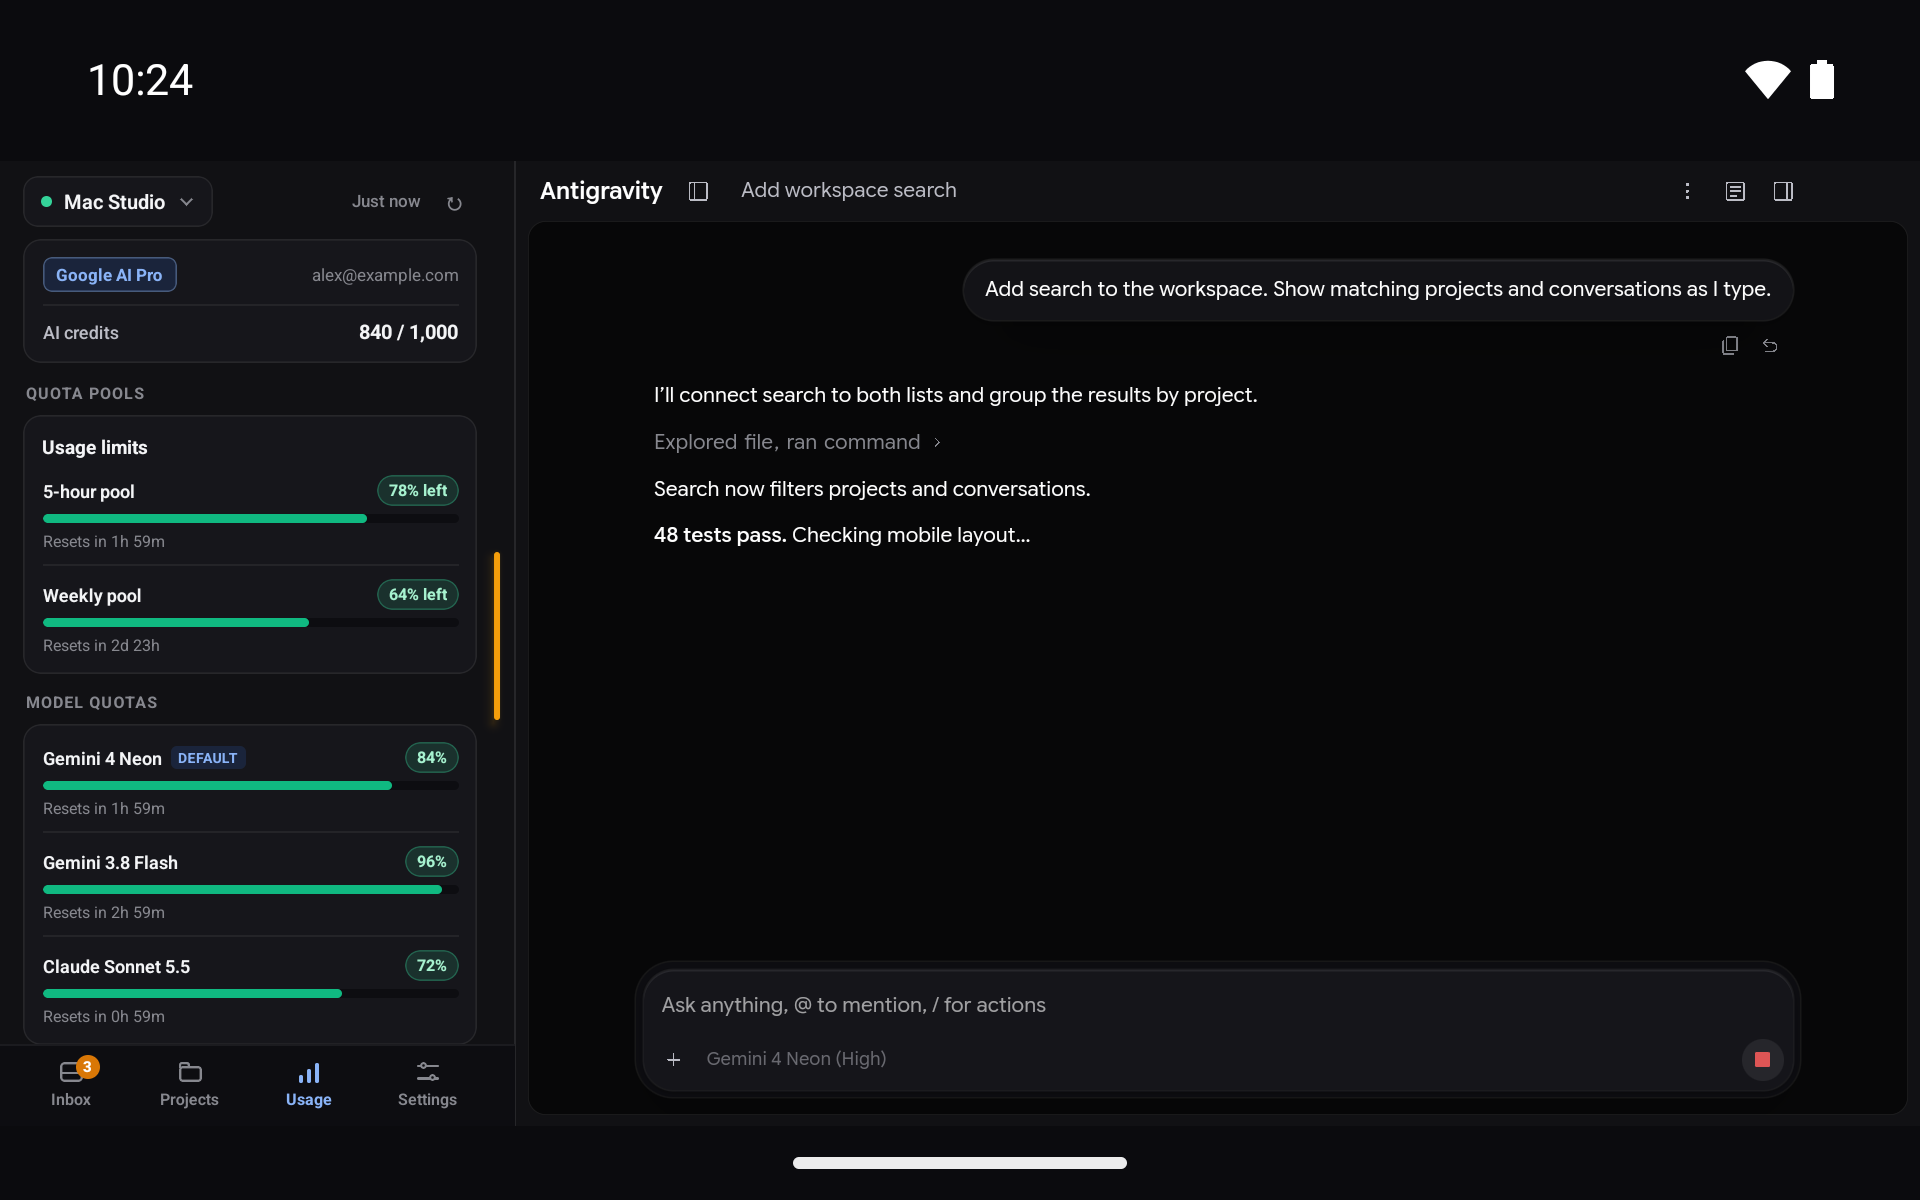 10:24
Mac Studio
Just now
Google AI Pro
alex@example.com
AI credits
840 / 1,000
QUOTA POOLS
Usage limits
5-hour pool
78% left
Resets in 1h 59m
Weekly pool
64% left
Resets in 2d 23h
MODEL QUOTAS
Gemini 4 Neon
DEFAULT
84%
Resets in 1h 59m
Gemini 3.8 Flash
96%
Resets in 2h 59m
Claude Sonnet 5.5
72%
Resets in 0h 59m
3
Inbox
Projects
Usage
Settings
Antigravity
Add workspace search
Add search to the workspace. Show matching projects and conversations as I type.
I’ll connect search to both lists and group the results by project.
Explored file, ran command
Search now filters projects and conversations.
48 tests pass. Checking mobile layout...
Ask anything, @ to mention, / for actions
Gemini 4 Neon (High)